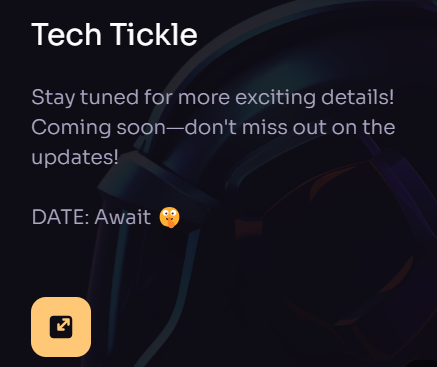 Tech Tickle
Stay tuned for more exciting details!
Coming soon—don't miss out on the
updates!
DATE: Await 🫣